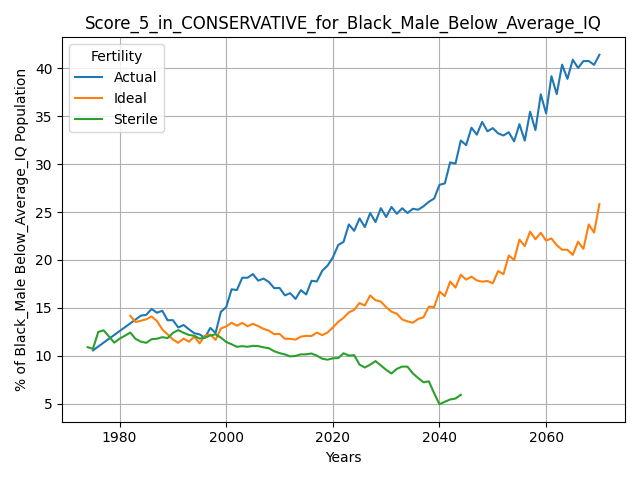 Score_5_in_CONSERVATIVE_for_Black_Male_Below_Average_IQ
% of Black_Male Below_Average_IQ Population
Fertility
Actual
Ideal
Sterile
40
35
30
25
20
15
10
5
1980 2000 2020 2040 2060
Years